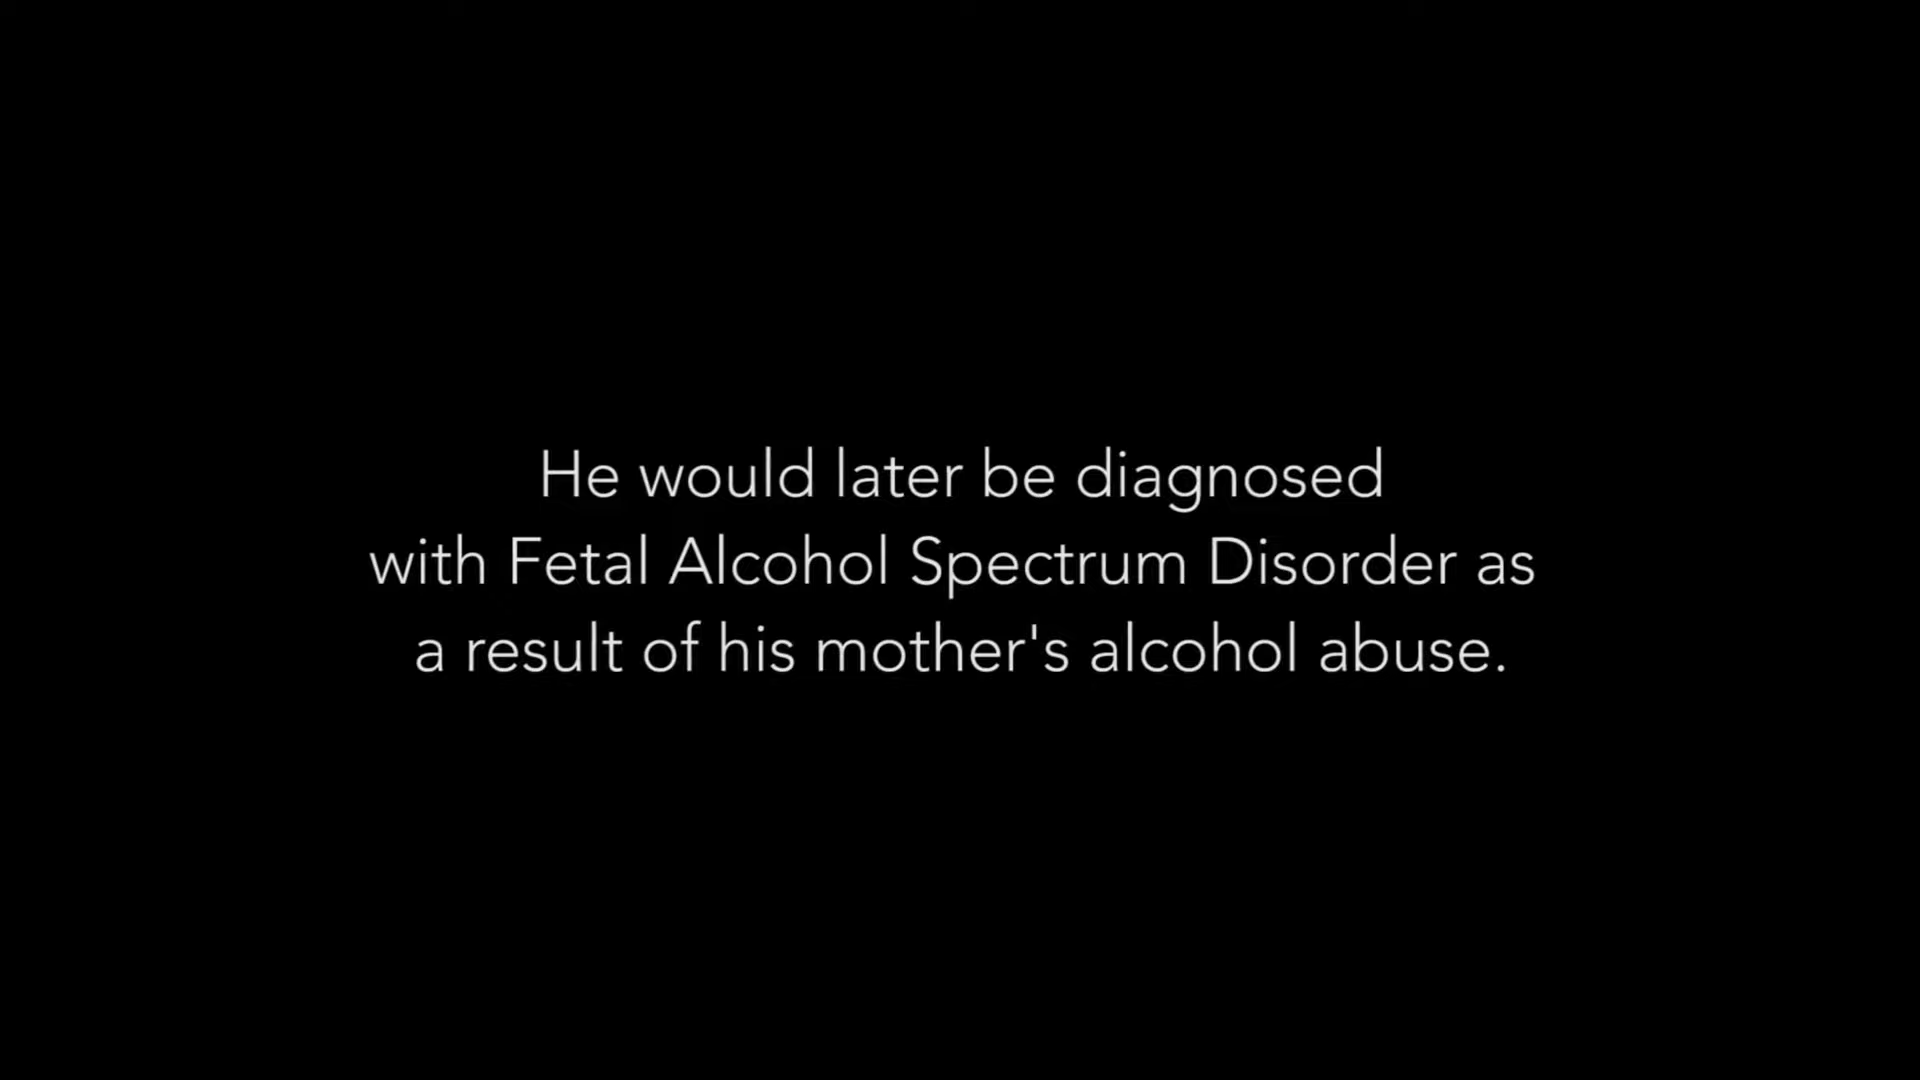 He would later be diagnosed
with Fetal Alcohol Spectrum Disorder as
a result of his mother's alcohol abuse.